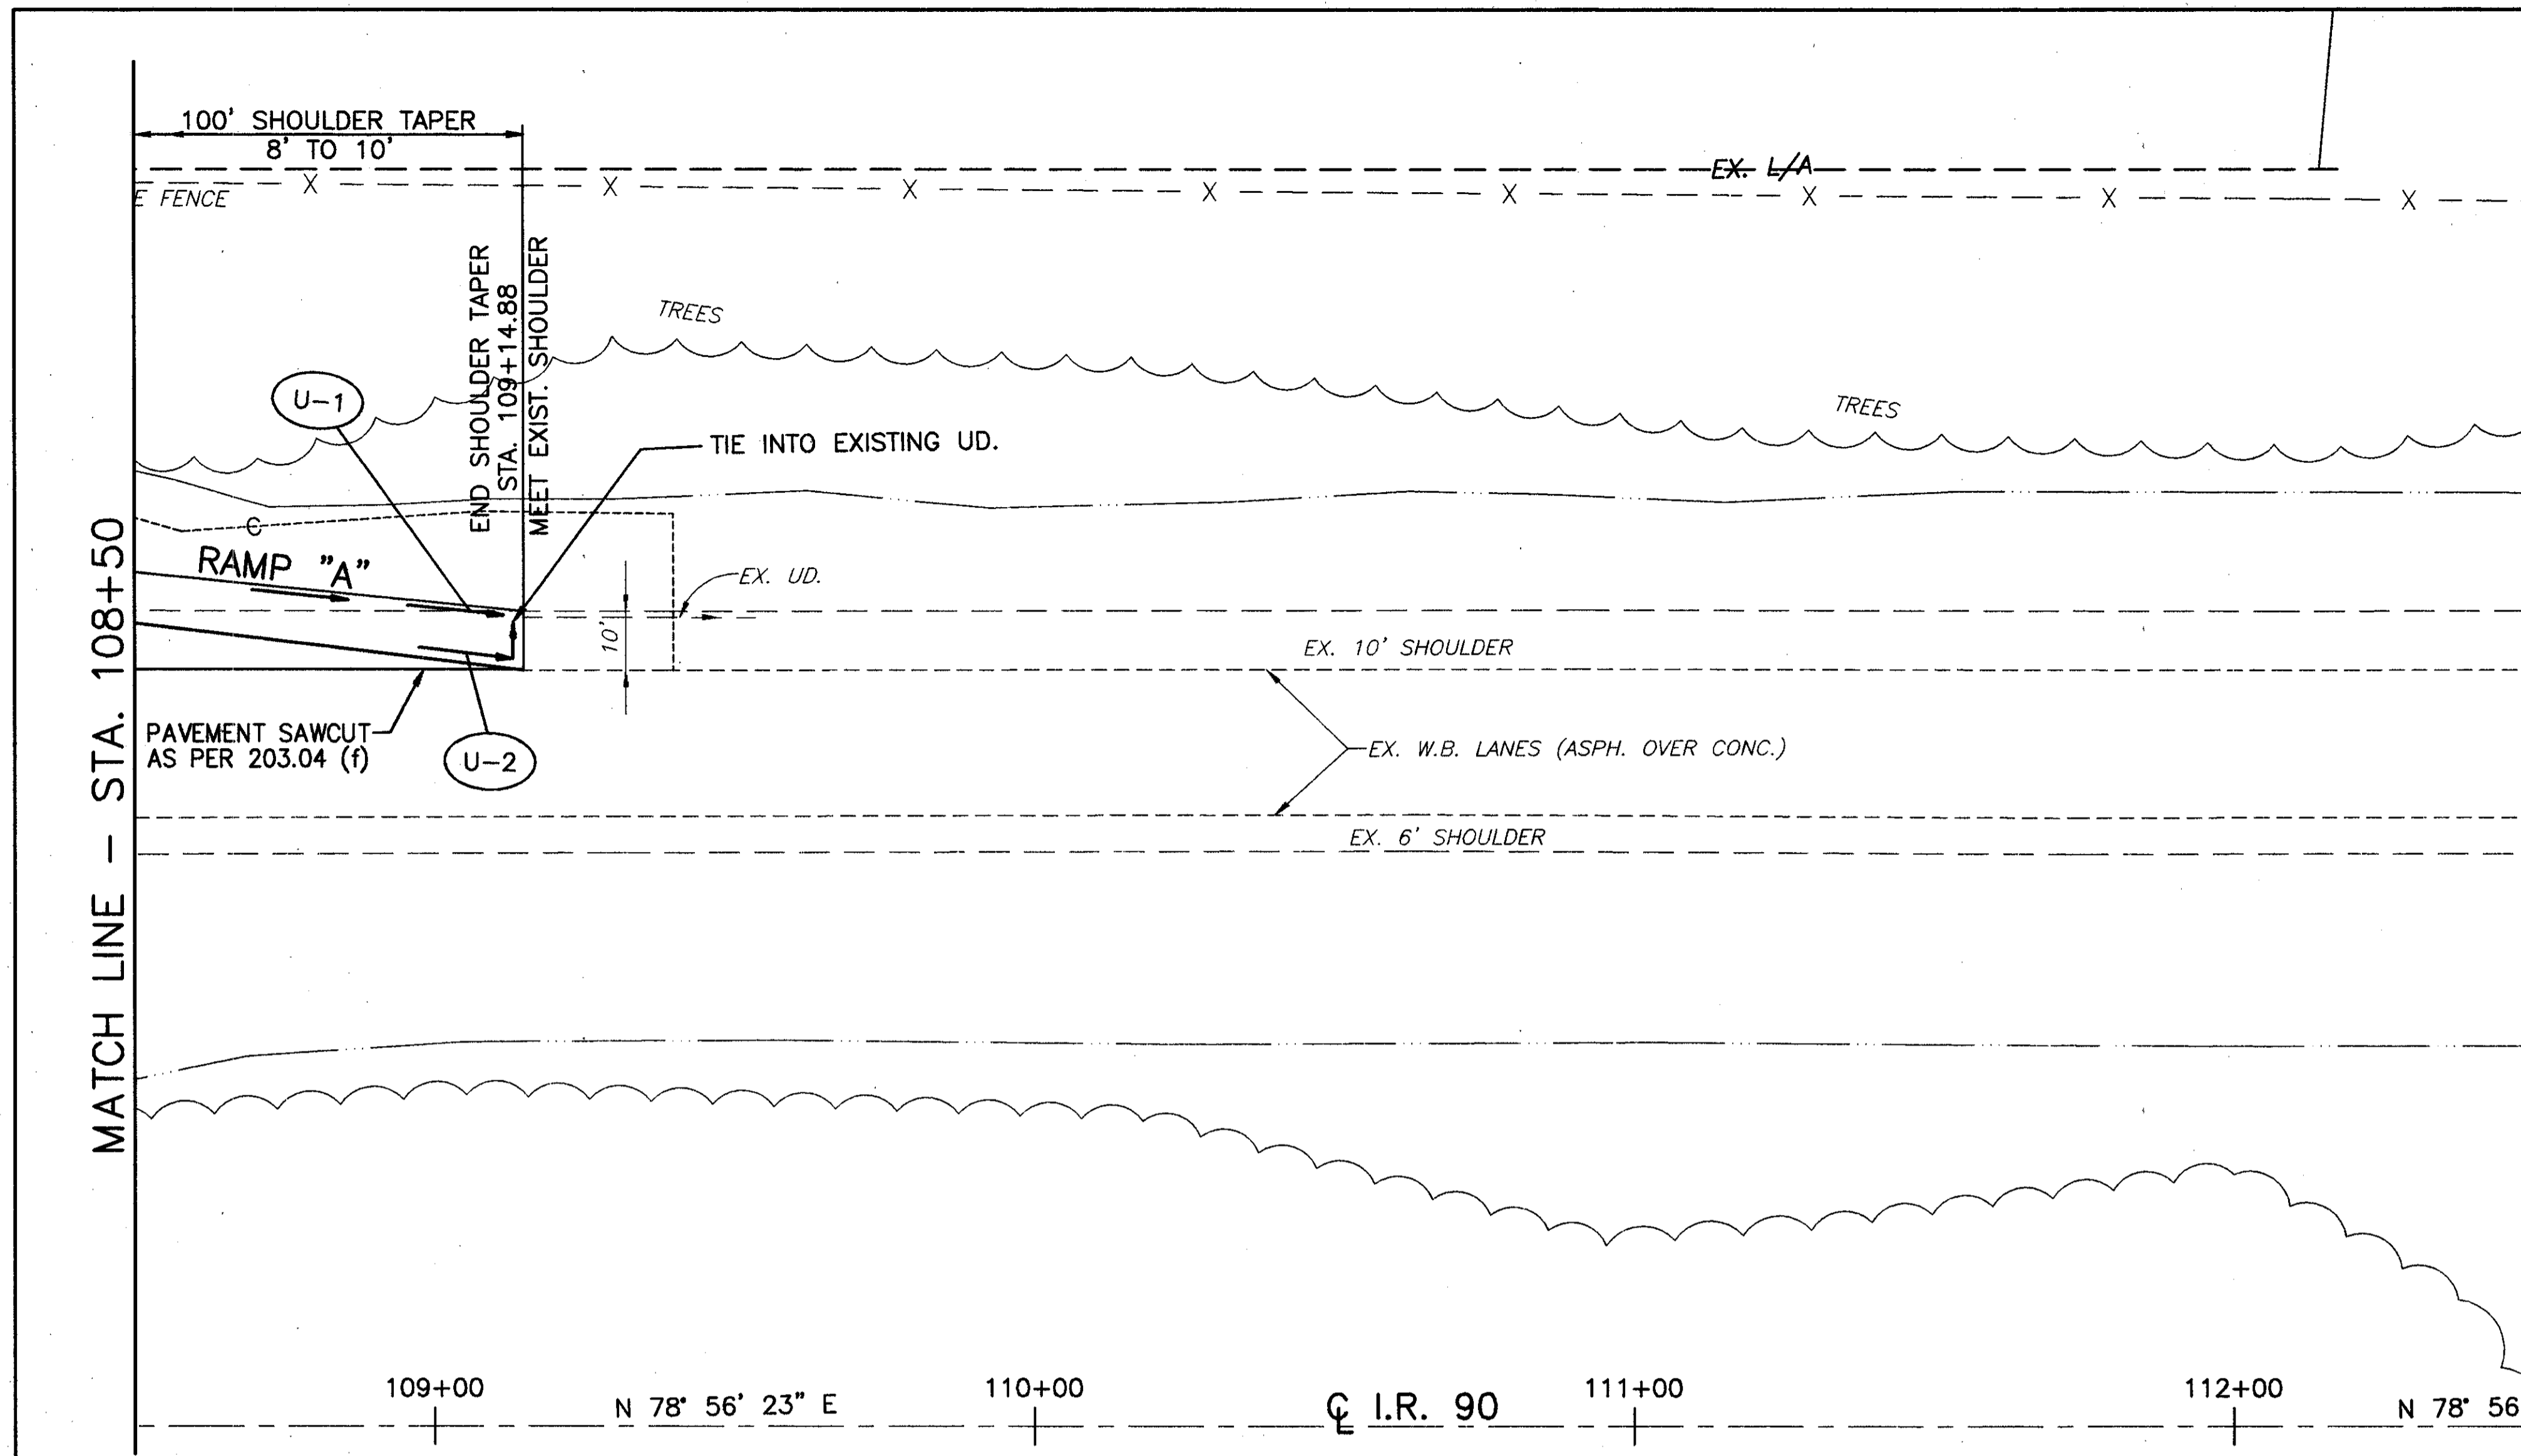 100' SHOULDER TAPER
8' TO 10'
EX. L/A
X X X X X X X X
E FENCE
END SHOULDER TAPER
STA. 109+14.88
MEET EXIST. SHOULDER
TREES
U-1
TREES
TIE INTO EXISTING UD.
C
RAMP "A"
EX. UD.
10'
EX. 10' SHOULDER
MATCH LINE - STA. 108+50
PAVEMENT SAWCUT
AS PER 203.04 (f)
U-2
EX. W.B. LANES (ASPH. OVER CONC.)
EX. 6' SHOULDER
109+00
110+00
111+00
112+00
N 78° 56' 23" E
℄ I.R. 90
N 78° 56